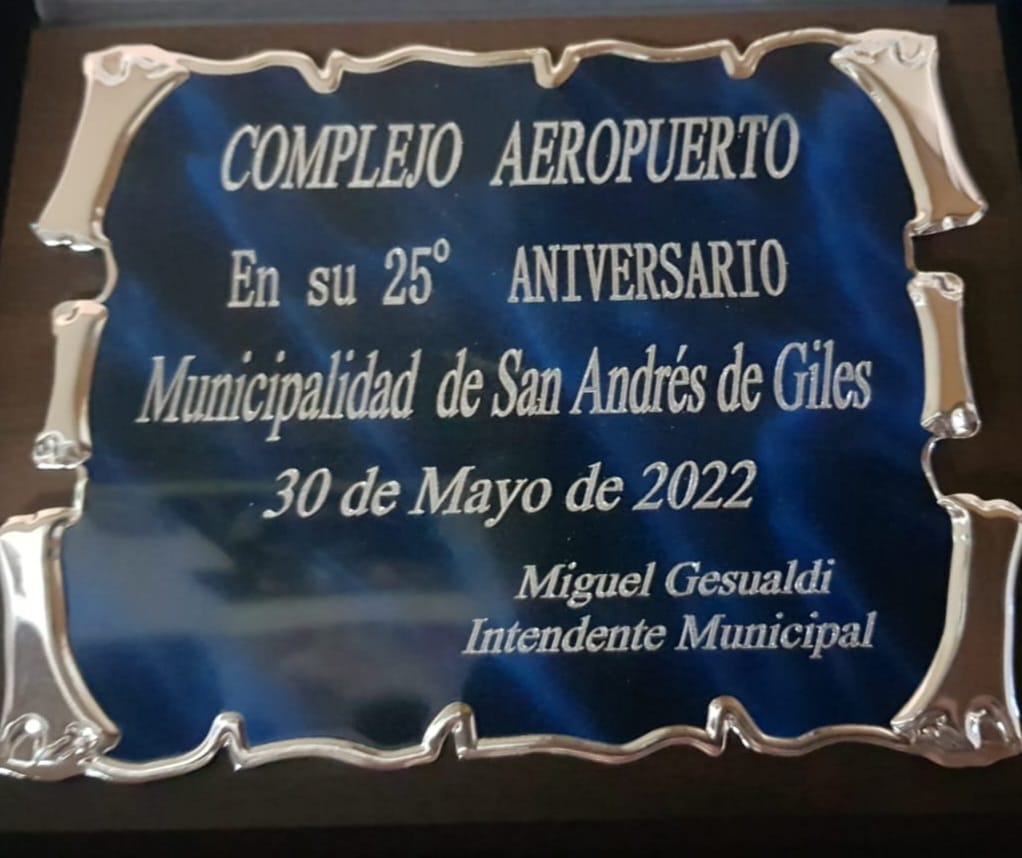 COMPLEJO AEROPUERTO
En su 25º ANIVERSARIO
Municipalidad de San Andrés de Giles
30 de Mayo de 2022
Miguel Gesualdi
Intendente Municipal